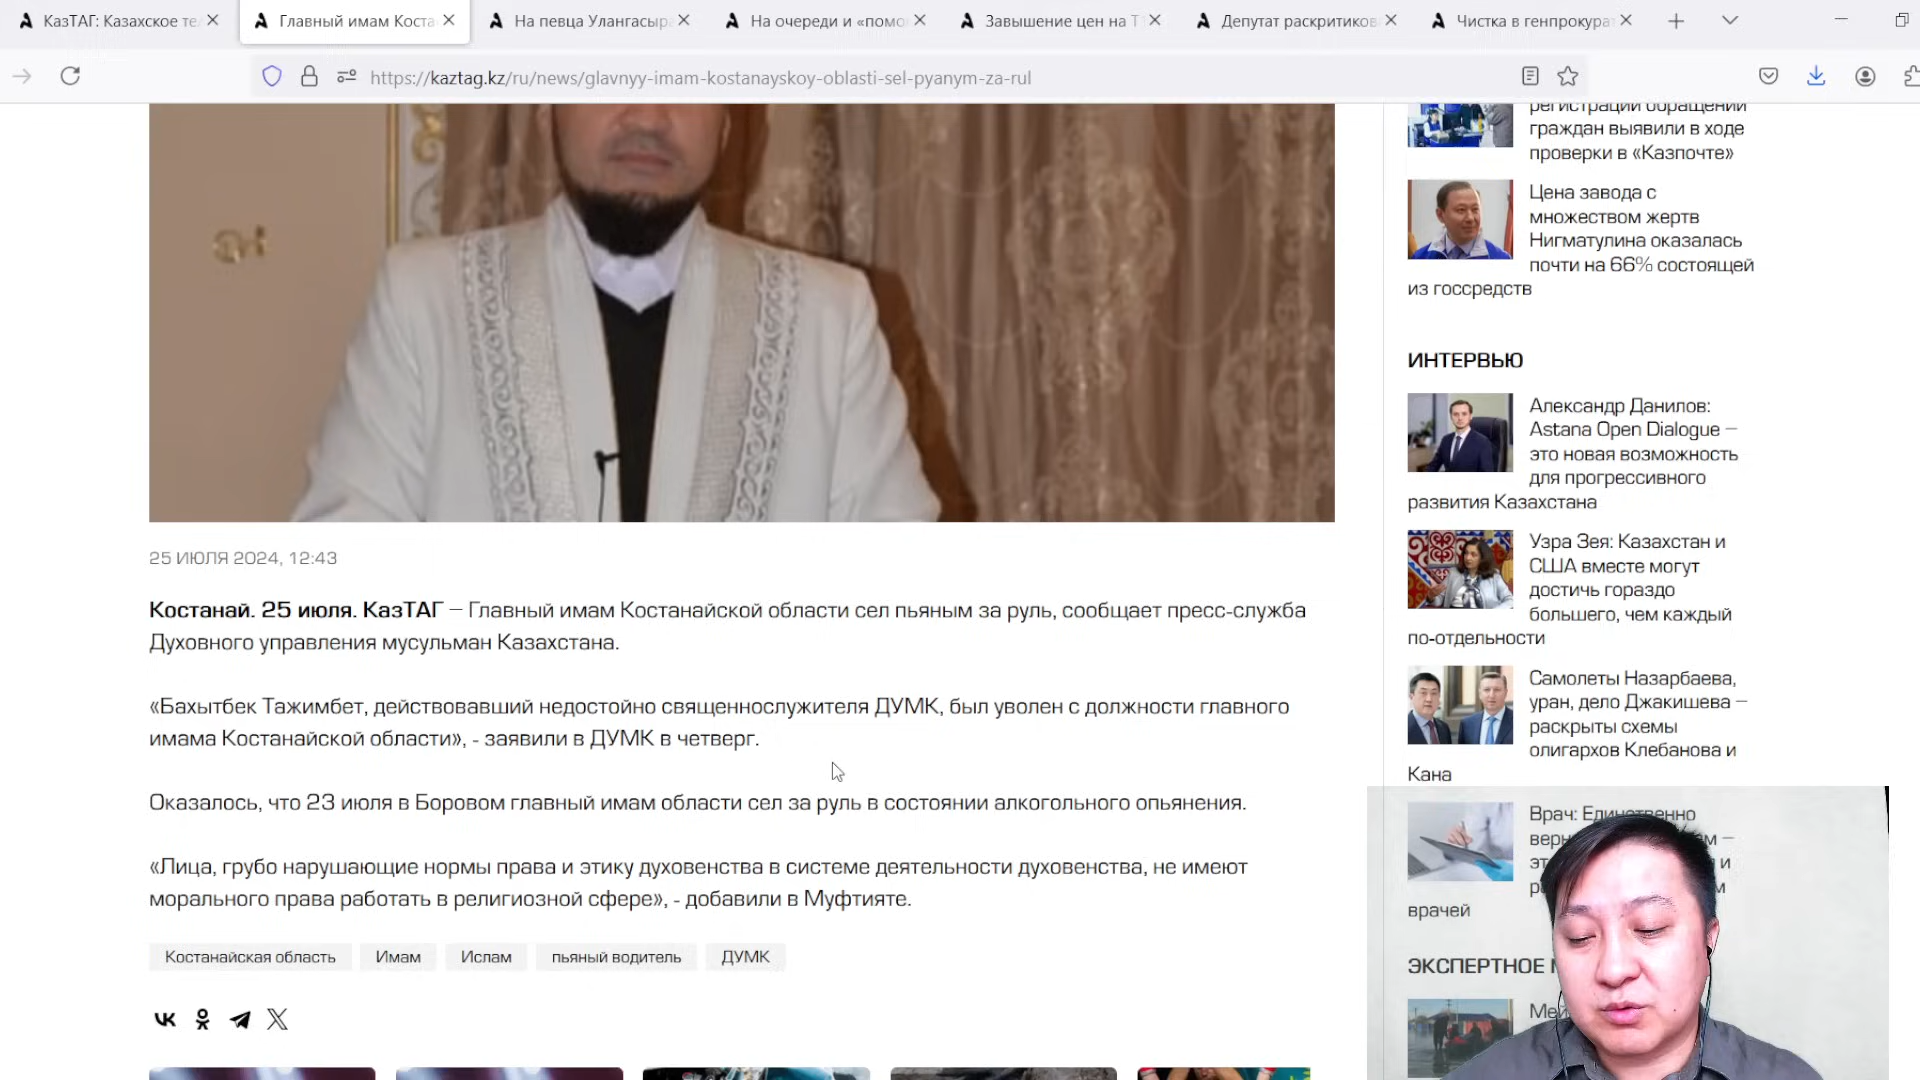 КазТАГ: Казахское те
Главный имам Коста
На певца Улангасыра
На очереди и «помо
Завышение цен на Т
Депутат раскритиков
Чистка в генпрокурат
https://kaztag.kz/ru/news/glavnyy-imam-kostanayskoy-oblasti-sel-pyanym-za-rul
регистрации обращений
граждан выявили в ходе
проверки в «Казпочте»
Цена завода с
множеством жертв
Нигматулина оказалась
почти на 66% состоящей
из госсредств
ИНТЕРВЬЮ
Александр Данилов:
Astana Open Dialogue –
это новая возможность
для прогрессивного
развития Казахстана
Узра Зея: Казахстан и
США вместе могут
достичь гораздо
большего, чем каждый
по-отдельности
Самолеты Назарбаева,
уран, дело Джакишева –
раскрыты схемы
олигархов Клебанова и
Кана
Врач:
врачей
ЭКСПЕРТНОЕ
25 ИЮЛЯ 2024, 12:43
Костанай. 25 июля. КазТАГ – Главный имам Костанайской области сел пьяным за руль, сообщает пресс-служба
Духовного управления мусульман Казахстана.
«Бахытбек Тажимбет, действовавший недостойно священнослужителя ДУМК, был уволен с должности главного
имама Костанайской области», - заявили в ДУМК в четверг.
Оказалось, что 23 июля в Боровом главный имам области сел за руль в состоянии алкогольного опьянения.
«Лица, грубо нарушающие нормы права и этику духовенства в системе деятельности духовенства, не имеют
морального права работать в религиозной сфере», - добавили в Муфтияте.
Костанайская область
Имам
Ислам
пьяный водитель
ДУМК